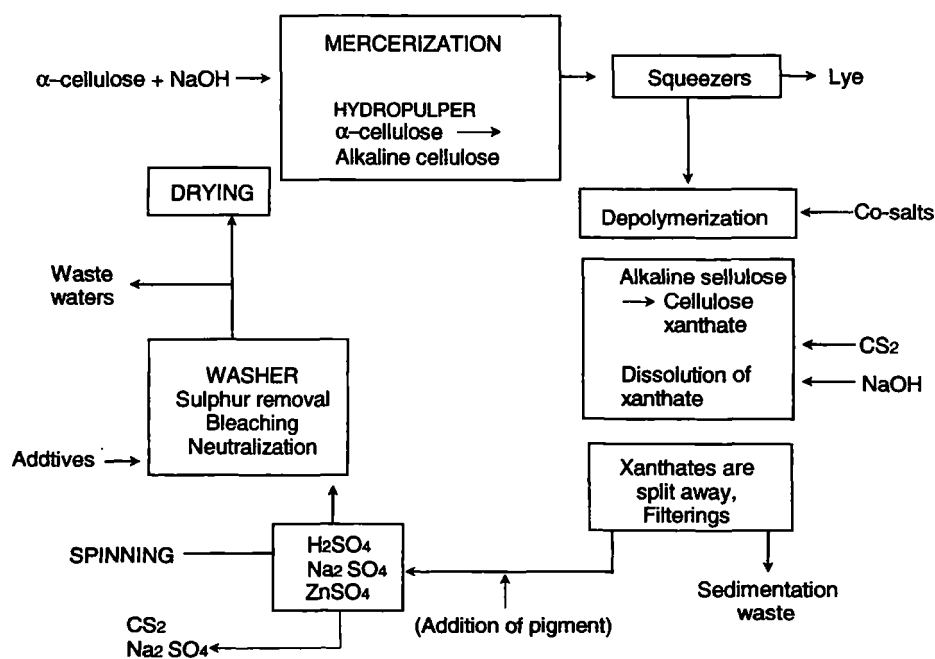 MERCERIZATION
α-cellulose + NaOH
HYDROPULPER
α-cellulose →
Alkaline cellulose
Squeezers
Lye
DRYING
Depolymerization
Co-salts
Waste
waters
Alkaline sellulose
→ Cellulose
xanthate
CS2
Dissolution of
xanthate
NaOH
WASHER
Sulphur removal
Bleaching
Neutralization
Addtives
Xanthates are
split away,
Filterings
SPINNING
H2SO4
Na2 SO4
ZnSO4
(Addition of pigment)
Sedimentation
waste
CS2
Na2 SO4